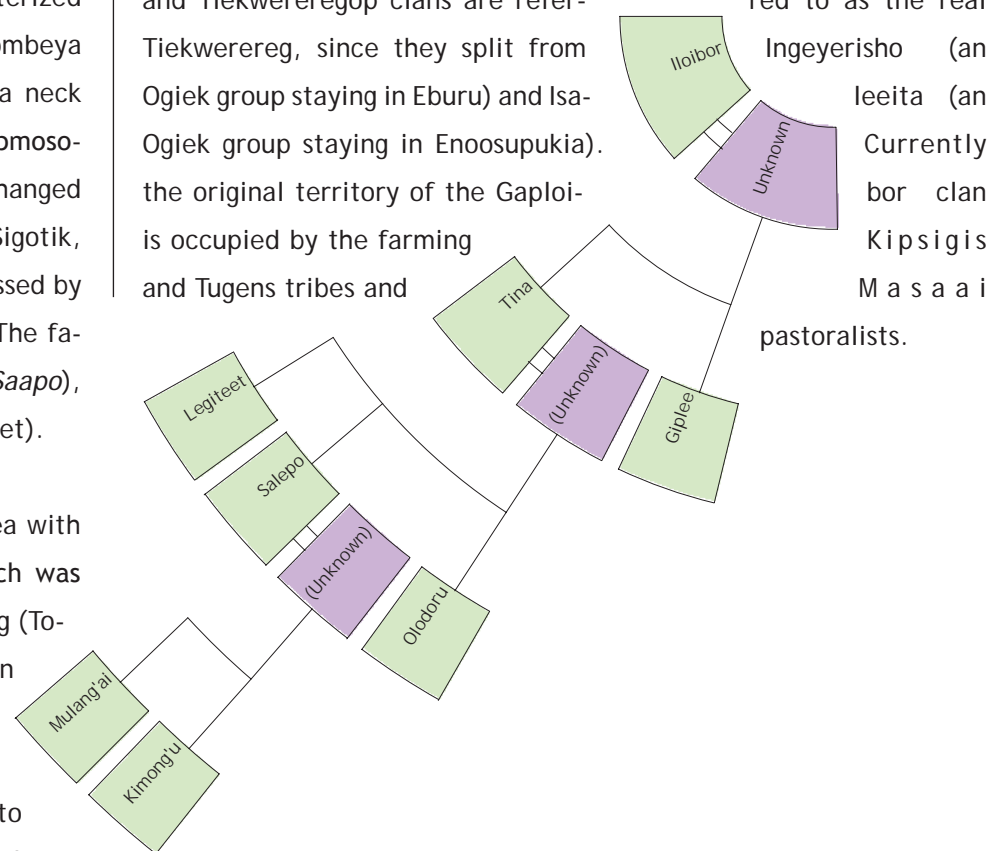 terized
ombeya
a neck
omoso-
hanged
Sigotik,
ssed by
The fa-
Saapo),
et).
ea with
ch was
g (To-
n
to
and Tiekwereregop clans are refer-
Tiekwerereg, since they split from
Ogiek group staying in Eburu) and Isa-
Ogiek group staying in Enoosupukia).
the original territory of the Gaploi-
is occupied by the farming
and Tugens tribes and
red to as the real
Ingeyerisho (an
leeita (an
Currently
bor clan
Kipsigis
Masaai
pastoralists.
Iloibor
Unknown
Tina
(Unknown)
Giplee
Legiteet
Salepo
(Unknown)
Olodoru
Mulang'ai
Kimong'u